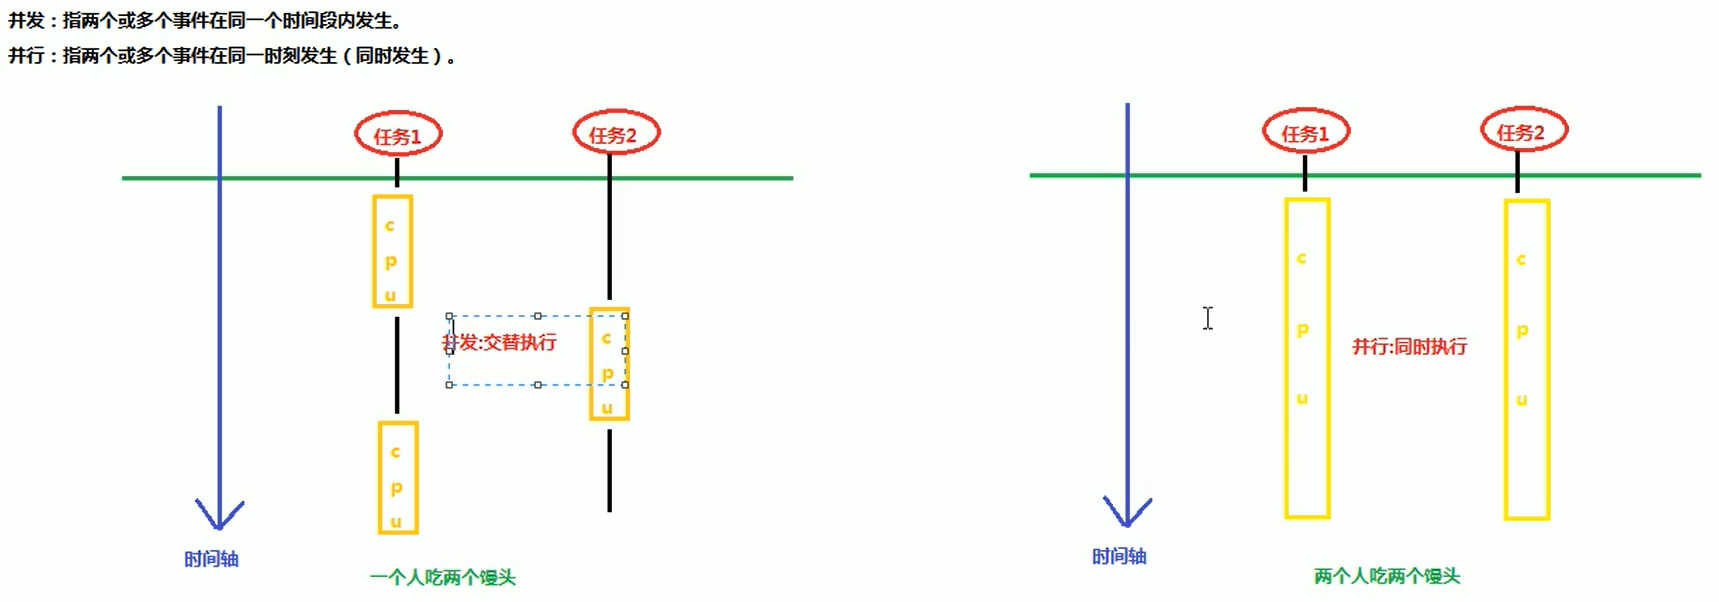 并发：指两个或多个事件在同一个时间段内发生。
并行：指两个或多个事件在同一时刻发生（同时发生）。
任务1
任务2
c
p
u
并发:交替执行
c
p
u
c
p
u
时间轴
一个人吃两个馒头
任务1
任务2
c
p
u
并行:同时执行
c
p
u
时间轴
两个人吃两个馒头